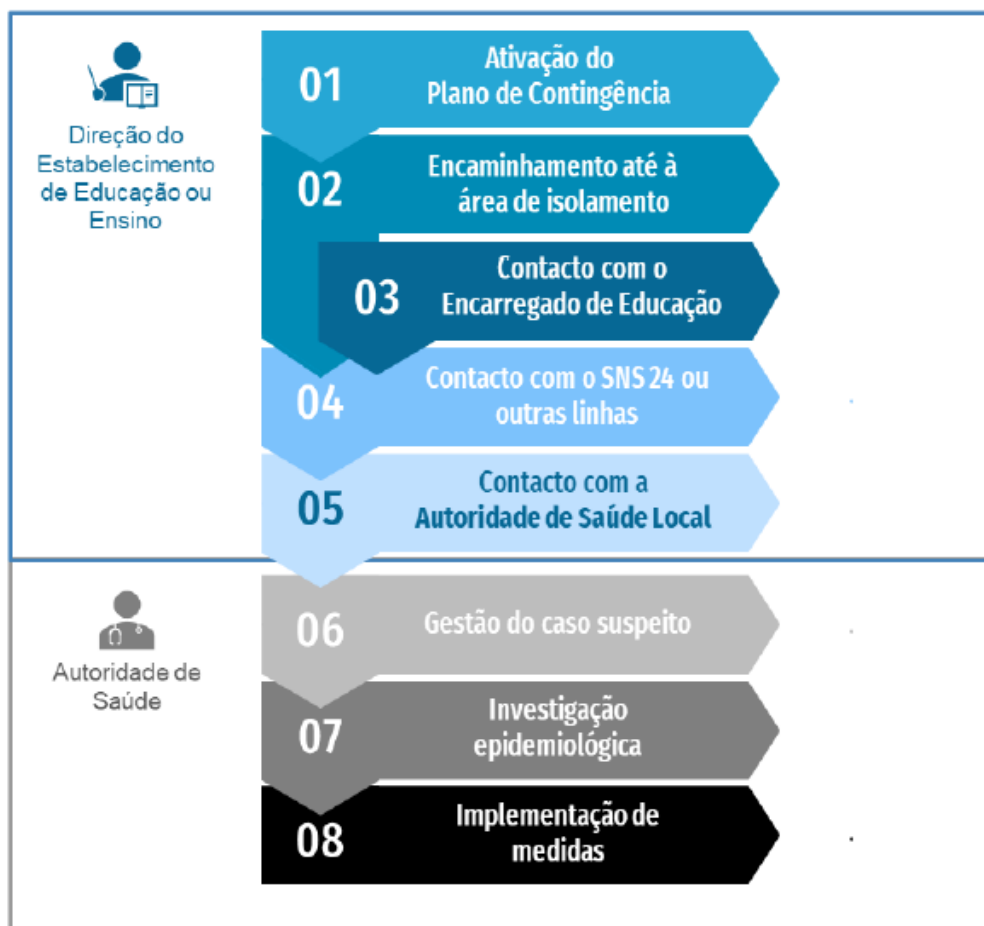 Direção do
Estabelecimento
de Educação ou
Ensino
01
Ativação do
Plano de Contingência
02
Encaminhamento até à
área de isolamento
03
Contacto com o
Encarregado de Educação
04
Contacto com o SNS 24 ou
outras linhas
05
Contacto com a
Autoridade de Saúde Local
Autoridade de
Saúde
06
Gestão do caso suspeito
07
Investigação
epidemiológica
08
Implementação de
medidas